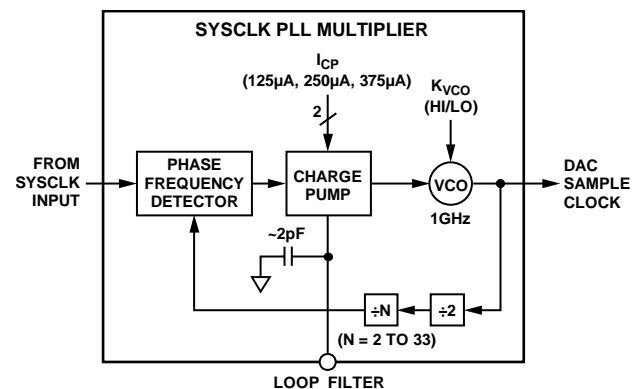 SYSCLK PLL MULTIPLIER
I_CP
(125µA, 250µA, 375µA)
K_VCO
(HI/LO)
2
FROM
SYSCLK
INPUT
PHASE
FREQUENCY
DETECTOR
CHARGE
PUMP
VCO
1GHz
DAC
SAMPLE
CLOCK
~2pF
÷N
÷2
(N = 2 TO 33)
LOOP FILTER